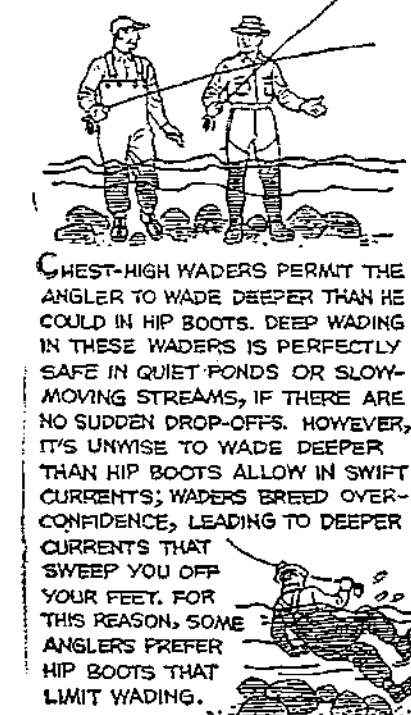 CHEST-HIGH WADERS PERMIT THE
ANGLER TO WADE DEEPER THAN HE
COULD IN HIP BOOTS. DEEP WADING
IN THESE WADERS IS PERFECTLY
SAFE IN QUIET PONDS OR SLOW-
MOVING STREAMS, IF THERE ARE
NO SUDDEN DROP-OFFS. HOWEVER,
IT'S UNWISE TO WADE DEEPER
THAN HIP BOOTS ALLOW IN SWIFT
CURRENTS; WADERS BREED OVER-
CONFIDENCE, LEADING TO DEEPER
CURRENTS THAT
SWEEP YOU OFF
YOUR FEET. FOR
THIS REASON, SOME
ANGLERS PREFER
HIP BOOTS THAT
LIMIT WADING.